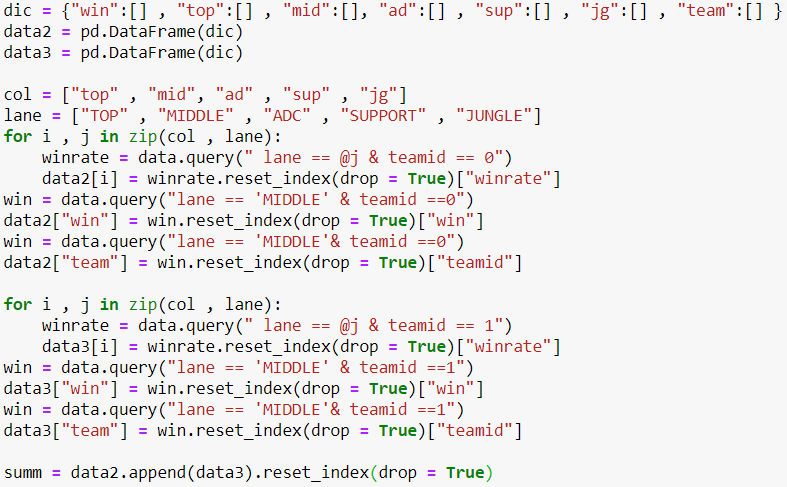 dic = {"win":[] , "top":[] , "mid":[], "ad":[] , "sup":[] , "jg":[] , "team":[] }
data2 = pd.DataFrame(dic)
data3 = pd.DataFrame(dic)

col = ["top" , "mid", "ad" , "sup" , "jg"]
lane = ["TOP" , "MIDDLE" , "ADC" , "SUPPORT" , "JUNGLE"]
for i , j in zip(col , lane):
    winrate = data.query(" lane == @j & teamid == 0")
    data2[i] = winrate.reset_index(drop = True)["winrate"]
win = data.query("lane == 'MIDDLE' & teamid ==0")
data2["win"] = win.reset_index(drop = True)["win"]
win = data.query("lane == 'MIDDLE'& teamid ==0")
data2["team"] = win.reset_index(drop = True)["teamid"]

for i , j in zip(col , lane):
    winrate = data.query(" lane == @j & teamid == 1")
    data3[i] = winrate.reset_index(drop = True)["winrate"]
win = data.query("lane == 'MIDDLE' & teamid ==1")
data3["win"] = win.reset_index(drop = True)["win"]
win = data.query("lane == 'MIDDLE'& teamid ==1")
data3["team"] = win.reset_index(drop = True)["teamid"]

summ = data2.append(data3).reset_index(drop = True)